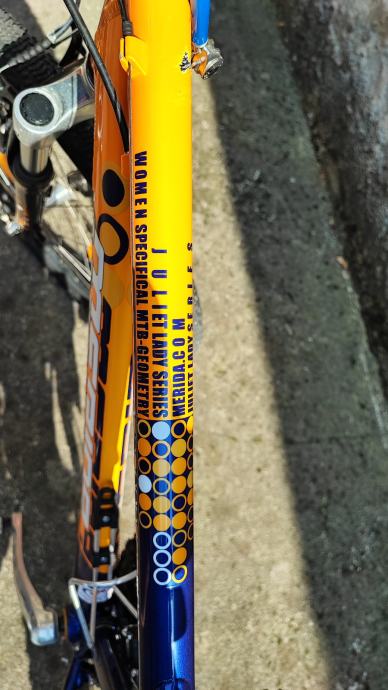 WOMEN SPECIFICAL MTB-GEOMETRY
JULIET LADY SERIES
MERIDA.COM
JULIET LADY SERIES